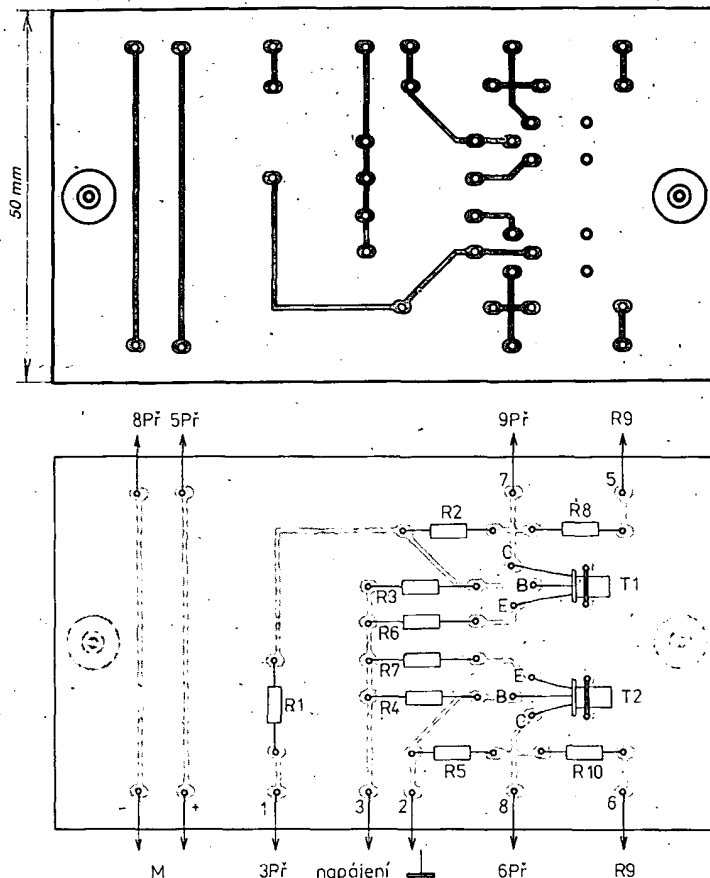 50 mm
8Př 5Př 9Př R9
7 5
R2 R8
C
R3 B T1
R6 E
R7 E
R1 R4 B T2
C
R5 R10
- + 1 3 2 8 6
M 3Př napájení 6Př R9